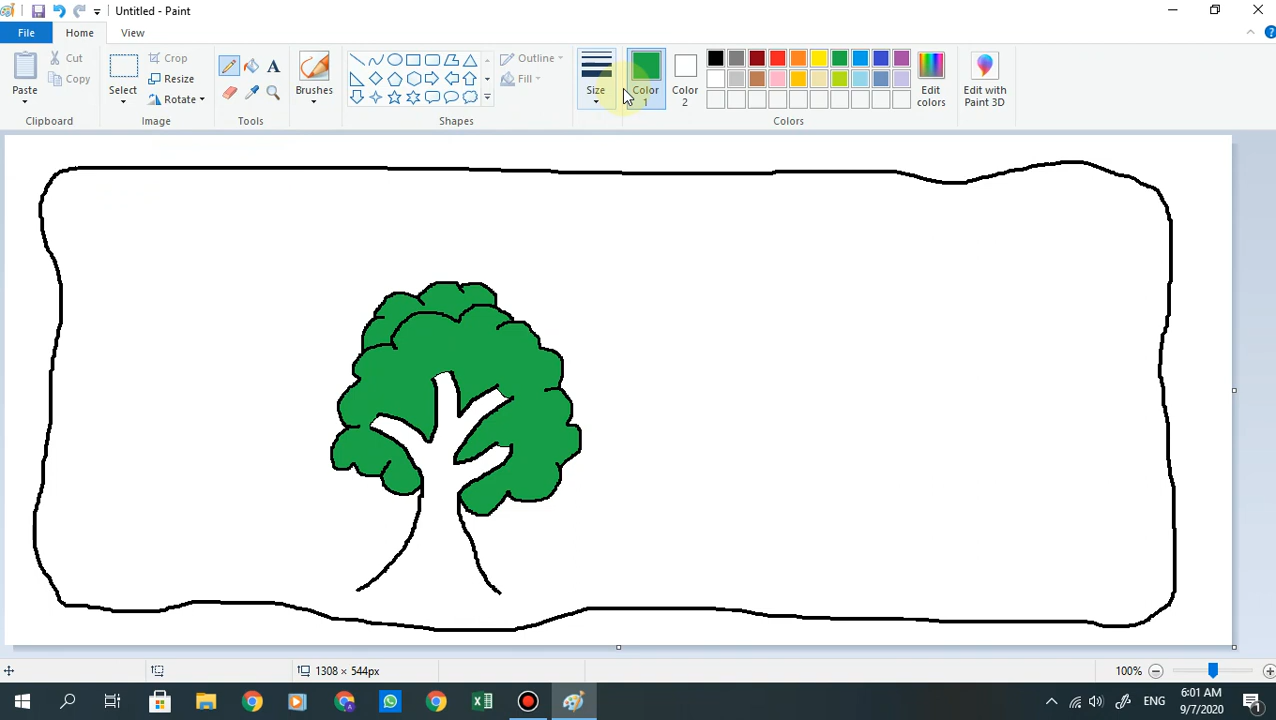 Untitled - Paint
File Home View
Paste
Cut
Copy
Clipboard
Select
Crop
Resize
Rotate
Image
A
Tools
Brushes
Outline
Fill
Shapes
Size
Color 1
Color 2
Edit colors
Colors
Edit with Paint 3D
1308 × 544px
100%
ENG
6:01 AM
9/7/2020
1